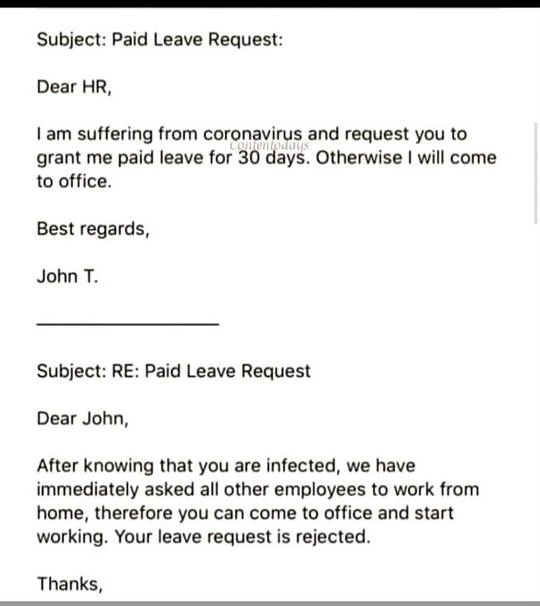 Subject: Paid Leave Request:
Dear HR,
I am suffering from coronavirus and request you to
Contentodays
grant me paid leave for 30 days. Otherwise I will come
to office.
Best regards,
John T.
Subject: RE: Paid Leave Request
Dear John,
After knowing that you are infected, we have
immediately asked all other employees to work from
home, therefore you can come to office and start
working. Your leave request is rejected.
Thanks,